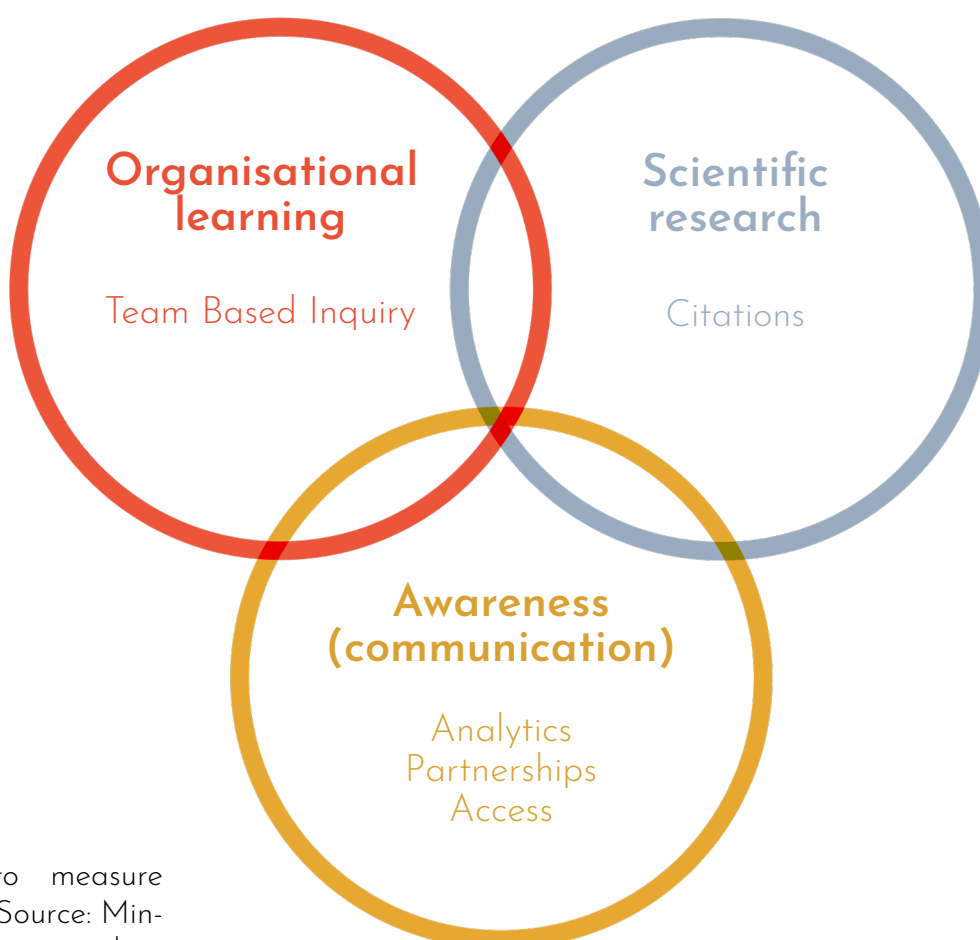 Organisational
learning
Team Based Inquiry
Scientific
research
Citations
Awareness
(communication)
Analytics
Partnerships
Access
measure
Source: Min-